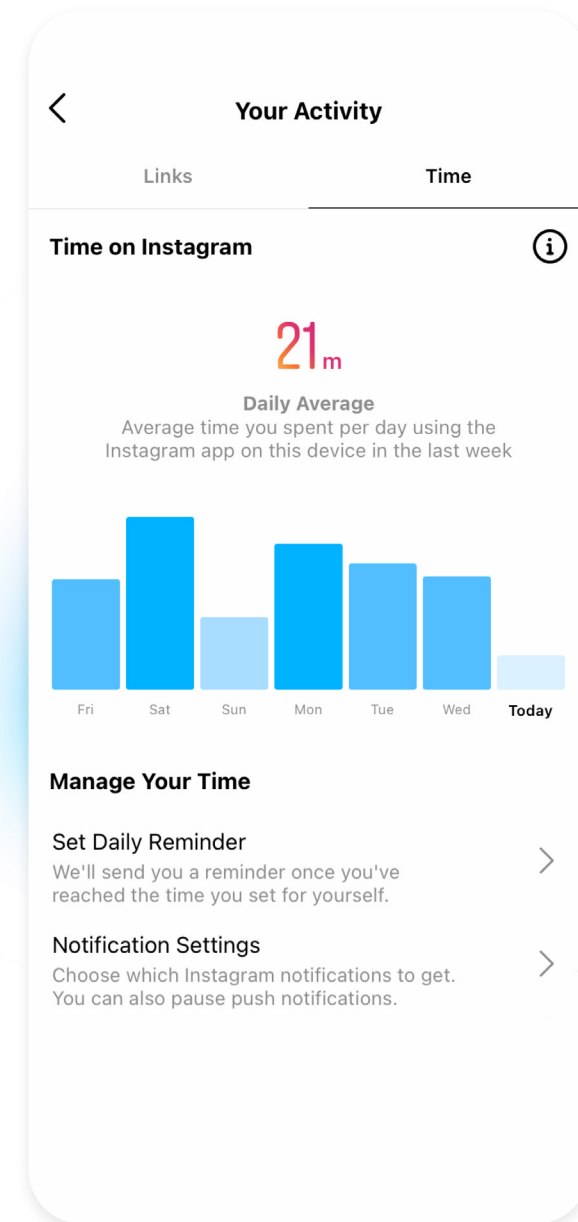 Your Activity
Links
Time
Time on Instagram
21m
Daily Average
Average time you spent per day using the
Instagram app on this device in the last week
Fri Sat Sun Mon Tue Wed Today
Manage Your Time
Set Daily Reminder
We'll send you a reminder once you've
reached the time you set for yourself.
Notification Settings
Choose which Instagram notifications to get.
You can also pause push notifications.